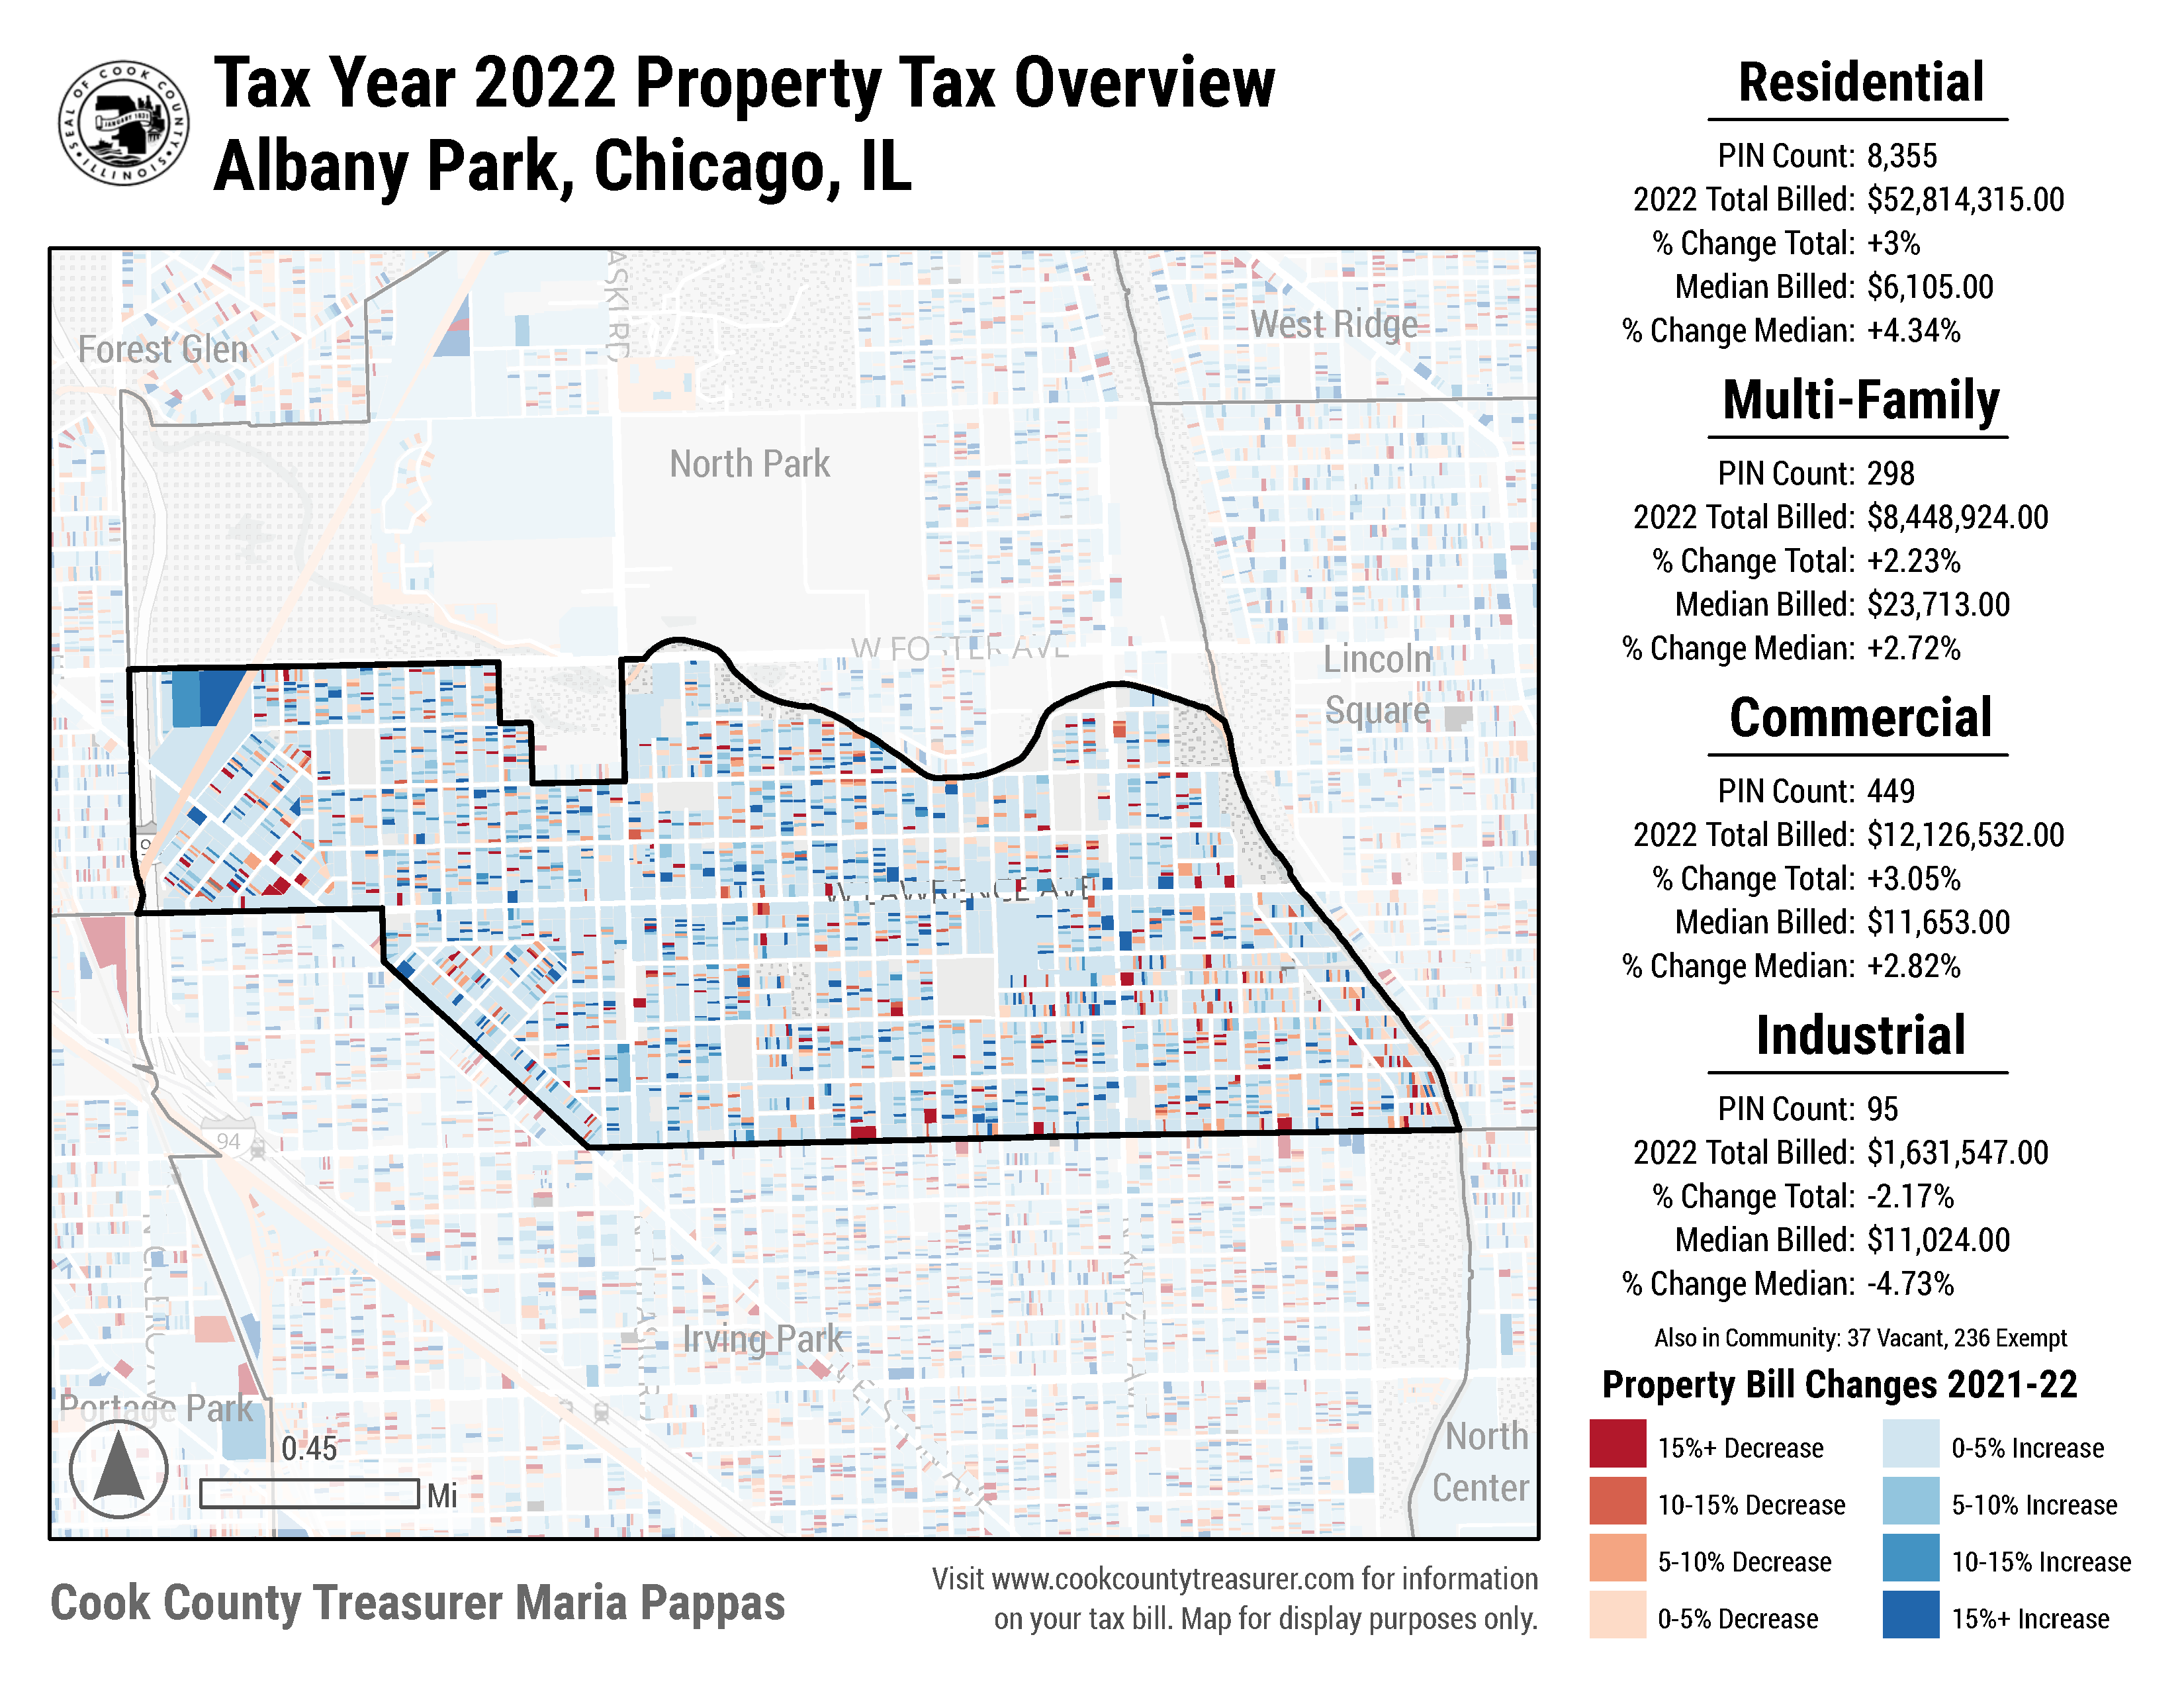 SEAL OF COOK COUNTY
ILLINOIS
JANUARY 1831
Tax Year 2022 Property Tax Overview
Albany Park, Chicago, IL
Forest Glen
West Ridge
North Park
W FOSTER AVE
Lincoln
Square
W LAWRENCE AVE
94
Irving Park
Portage Park
North
Center
0.45
Mi
Cook County Treasurer Maria Pappas
Visit www.cookcountytreasurer.com for information
on your tax bill. Map for display purposes only.
Residential
PIN Count: 8,355
2022 Total Billed: $52,814,315.00
% Change Total: +3%
Median Billed: $6,105.00
% Change Median: +4.34%
Multi-Family
PIN Count: 298
2022 Total Billed: $8,448,924.00
% Change Total: +2.23%
Median Billed: $23,713.00
% Change Median: +2.72%
Commercial
PIN Count: 449
2022 Total Billed: $12,126,532.00
% Change Total: +3.05%
Median Billed: $11,653.00
% Change Median: +2.82%
Industrial
PIN Count: 95
2022 Total Billed: $1,631,547.00
% Change Total: -2.17%
Median Billed: $11,024.00
% Change Median: -4.73%
Also in Community: 37 Vacant, 236 Exempt
Property Bill Changes 2021-22
15%+ Decrease
0-5% Increase
10-15% Decrease
5-10% Increase
5-10% Decrease
10-15% Increase
0-5% Decrease
15%+ Increase